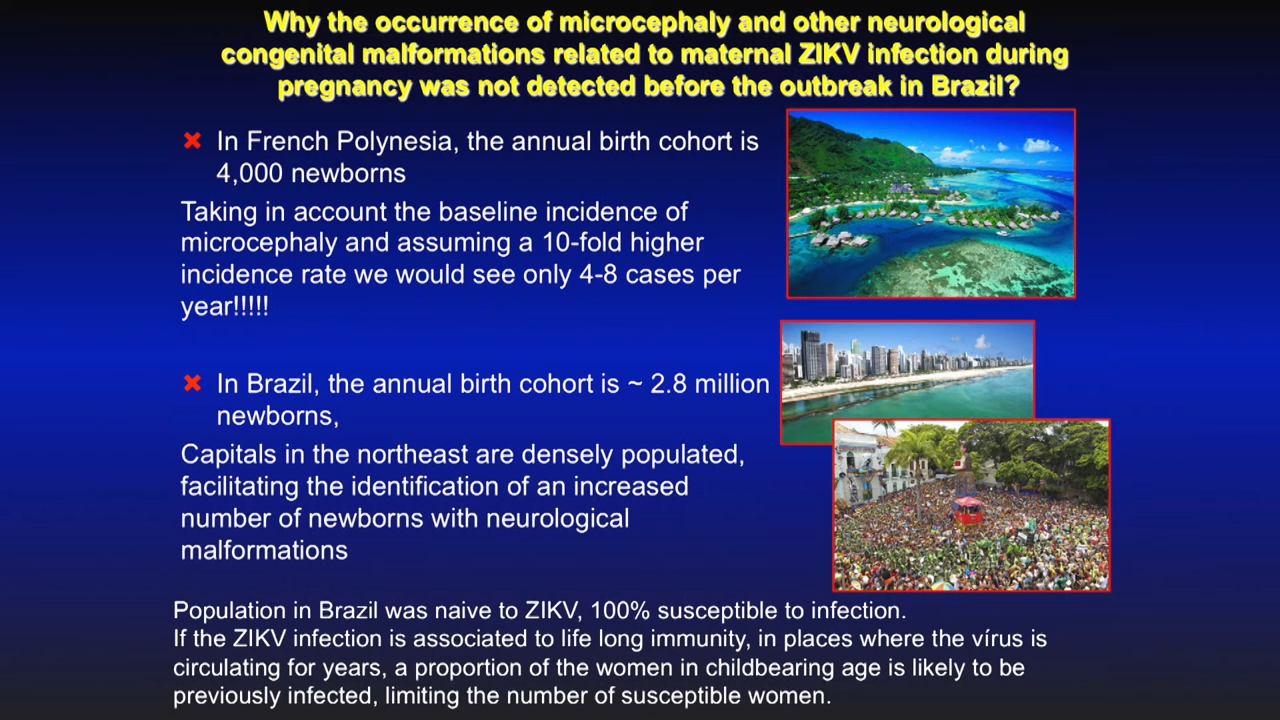 Why the occurrence of microcephaly and other neurological
congenital malformations related to maternal ZIKV infection during
pregnancy was not detected before the outbreak in Brazil?
✖ In French Polynesia, the annual birth cohort is
4,000 newborns
Taking in account the baseline incidence of
microcephaly and assuming a 10-fold higher
incidence rate we would see only 4-8 cases per
year!!!!!
✖ In Brazil, the annual birth cohort is ~ 2.8 million
newborns,
Capitals in the northeast are densely populated,
facilitating the identification of an increased
number of newborns with neurological
malformations
Population in Brazil was naive to ZIKV, 100% susceptible to infection.
If the ZIKV infection is associated to life long immunity, in places where the vírus is
circulating for years, a proportion of the women in childbearing age is likely to be
previously infected, limiting the number of susceptible women.